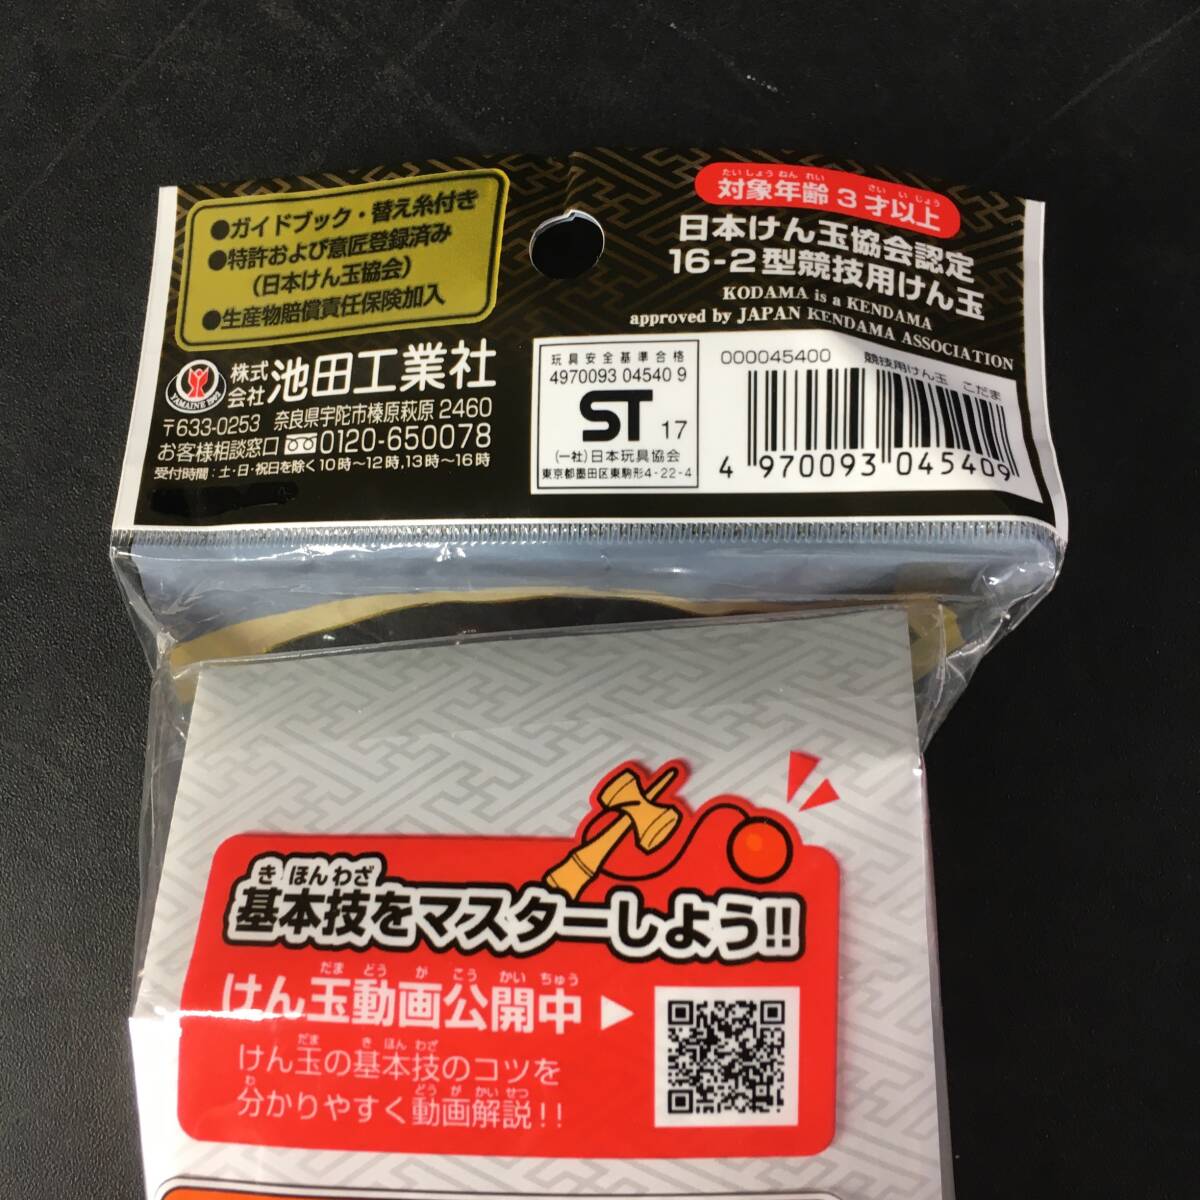 ●ガイドブック・替え糸付き
●特許および意匠登録済み
(日本けん玉協会)
●生産物賠償責任保険加入
YAMAINE 1962
株式会社 池田工業社
〒633-0253 奈良県宇陀市榛原萩原2460
お客様相談窓口 0120-650078
受付時間：土・日・祝日を除く10時～12時,13時～16時
たいしょうねんれい さいいじょう
対象年齢3才以上
日本けん玉協会認定
16-2型競技用けん玉
KODAMA is a KENDAMA
approved by JAPAN KENDAMA ASSOCIATION
玩具安全基準合格
4970093 04540 9
ST 17
(一社)日本玩具協会
東京都墨田区東駒形4-22-4
000045400 競技用けん玉 こだま
4 970093 045409
き ほん わざ
基本技をマスターしよう!!
だま どう が こう かい ちゅう
けん玉動画公開中▶
だま き ほん わざ
けん玉の基本技のコツを
わ どう が かい せつ
分かりやすく動画解説!!